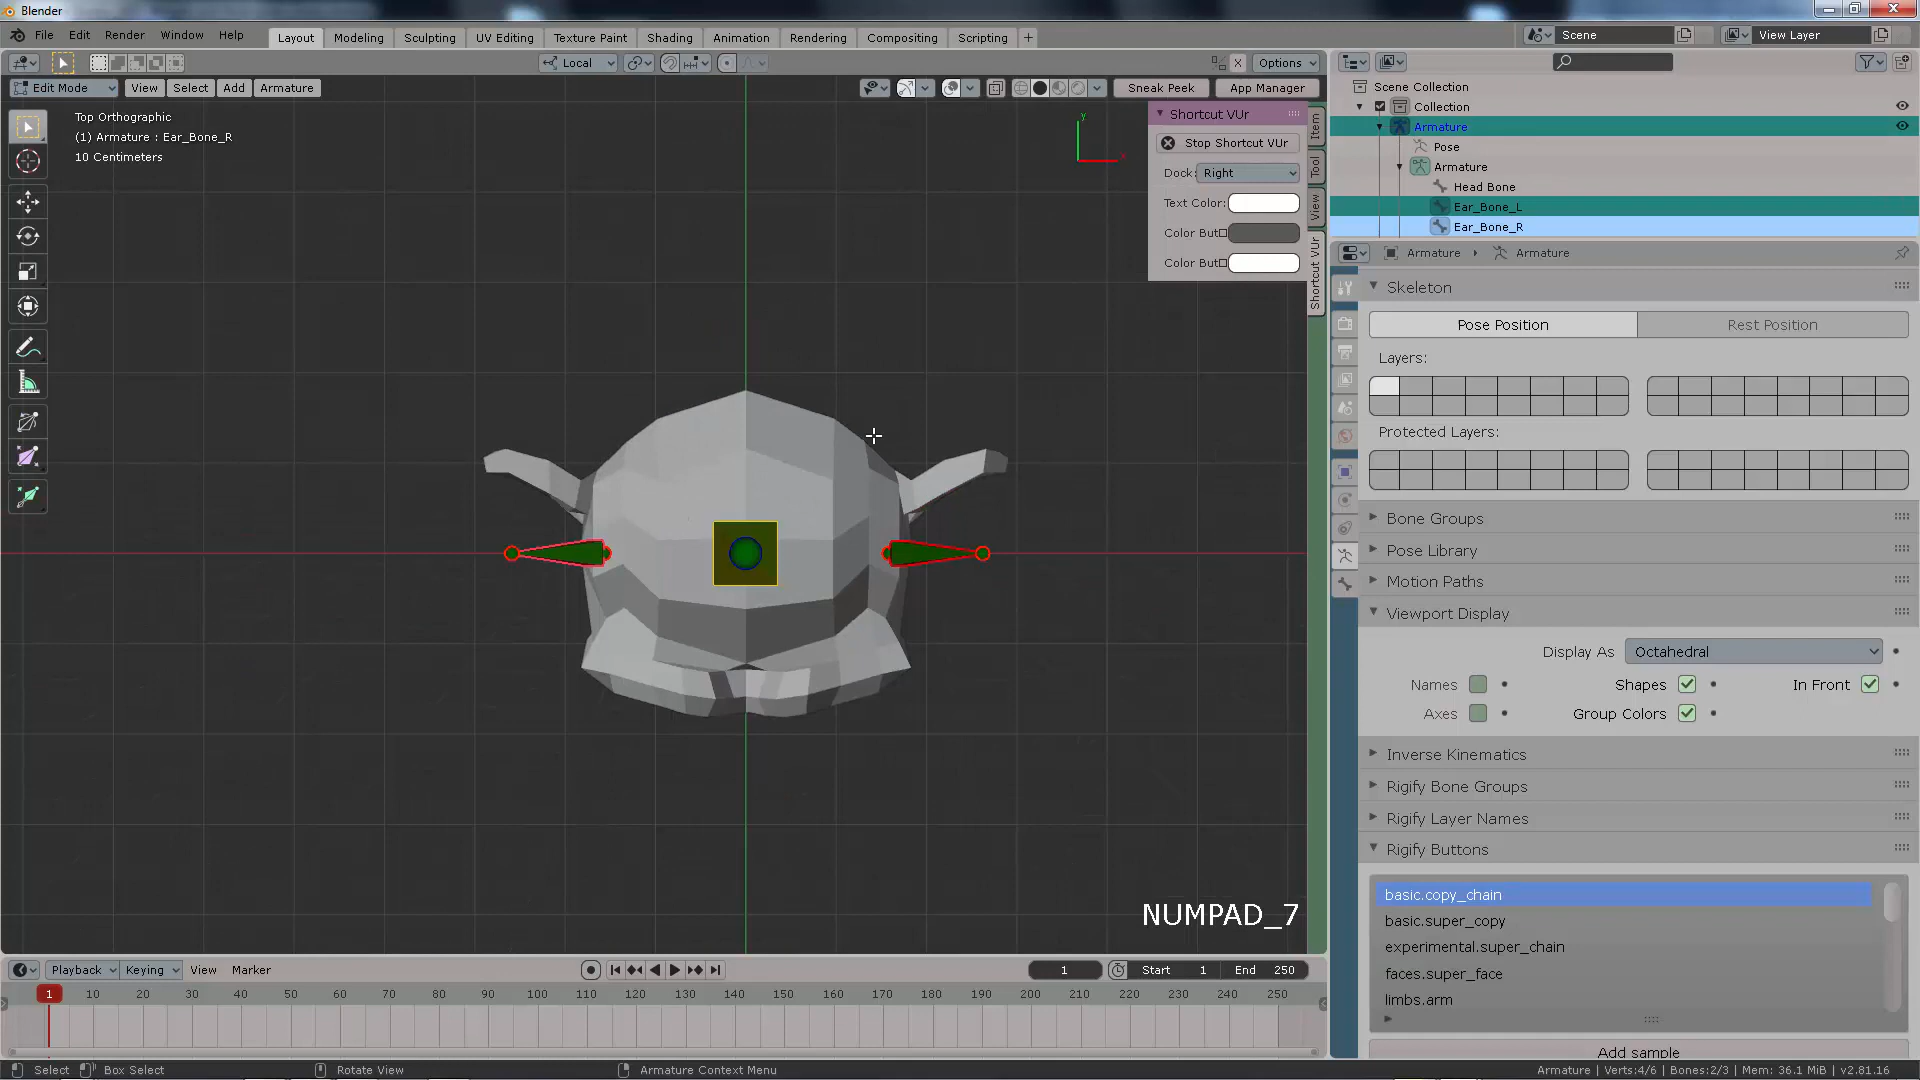 Blender
File Edit Render Window Help
Layout Modeling Sculpting UV Editing Texture Paint Shading Animation Rendering Compositing Scripting +
Scene
View Layer
Local
Options
Edit Mode View Select Add Armature
Sneak Peek App Manager
Top Orthographic
(1) Armature : Ear_Bone_R
10 Centimeters
y
x
Shortcut VUr
Stop Shortcut VUr
Dock: Right
Text Color:
Color But
Color But
Item
Tool
View
Shortcut VUr
NUMPAD_7
Scene Collection
Collection
Armature
Pose
Armature
Head Bone
Ear_Bone_L
Ear_Bone_R
Armature Armature
Skeleton
Pose Position Rest Position
Layers:
Protected Layers:
Bone Groups
Pose Library
Motion Paths
Viewport Display
Display As Octahedral
Names Shapes In Front
Axes Group Colors
Inverse Kinematics
Rigify Bone Groups
Rigify Layer Names
Rigify Buttons
basic.copy_chain
basic.super_copy
experimental.super_chain
faces.super_face
limbs.arm
Add sample
Playback Keying View Marker
1 Start 1 End 250
1 10 20 30 40 50 60 70 80 90 100 110 120 130 140 150 160 170 180 190 200 210 220 230 240 250
Select Box Select Rotate View Armature Context Menu
Armature | Verts:4/6 | Bones:2/3 | Mem: 36.1 MiB | v2.81.16